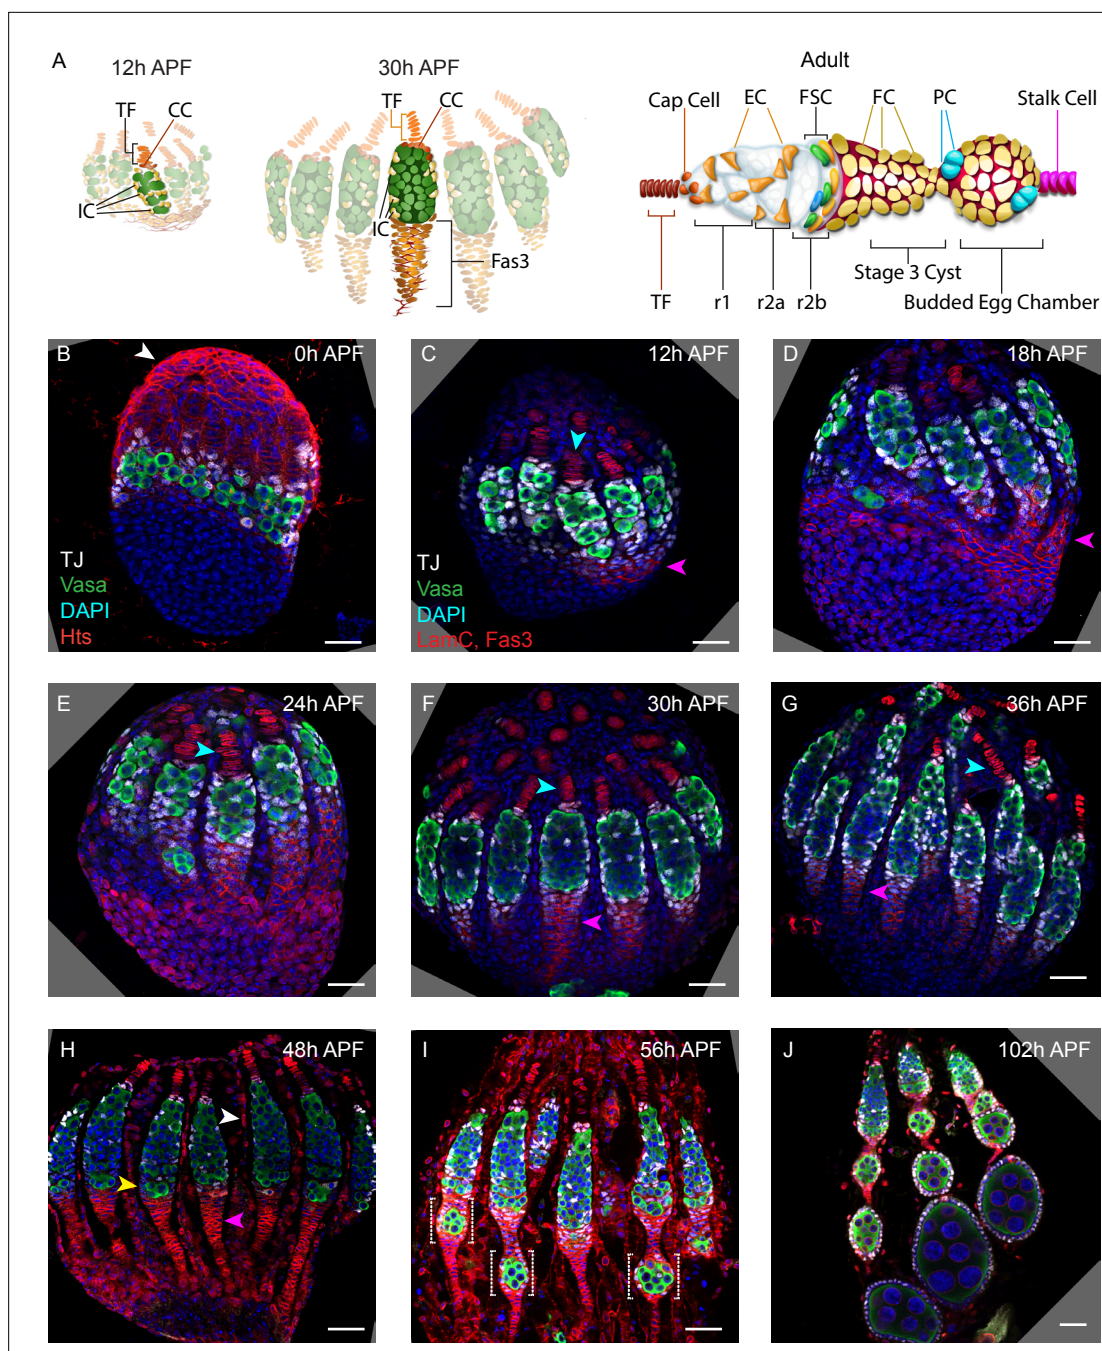 A
12h APF
30h APF
Adult
TF
CC
TF
CC
Cap Cell
EC
FSC
FC
PC
Stalk Cell
IC
IC
Fas3
Stage 3 Cyst
TF
r1
r2a
r2b
Budded Egg Chamber
B
0h APF
TJ
Vasa
DAPI
Hts
C
12h APF
TJ
Vasa
DAPI
LamC, Fas3
D
18h APF
E
24h APF
F
30h APF
G
36h APF
H
48h APF
I
56h APF
J
102h APF